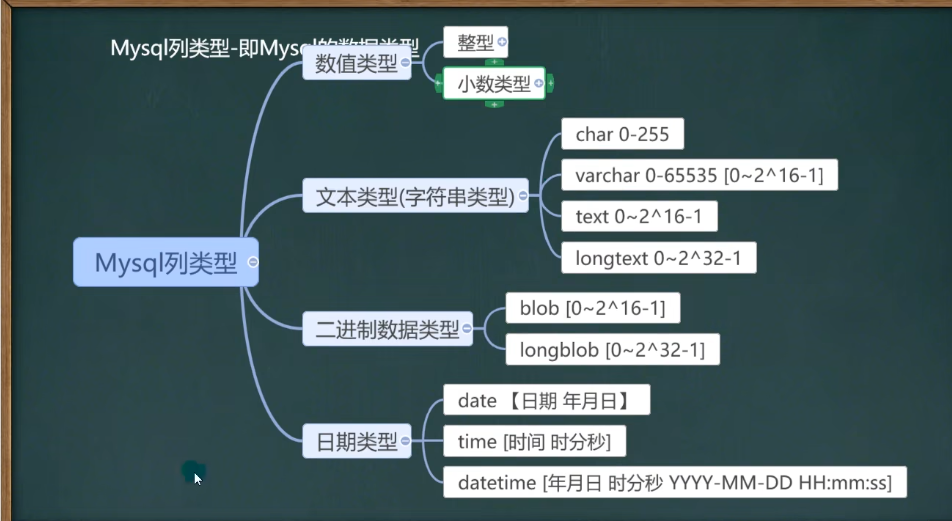 Mysql列类型-即Mysql的数据类型
数值类型
整型
小数类型
文本类型(字符串类型)
char 0-255
varchar 0-65535 [0~2^16-1]
text 0~2^16-1
longtext 0~2^32-1
Mysql列类型
二进制数据类型
blob [0~2^16-1]
longblob [0~2^32-1]
日期类型
date 【日期 年月日】
time [时间 时分秒]
datetime [年月日 时分秒 YYYY-MM-DD HH:mm:ss]